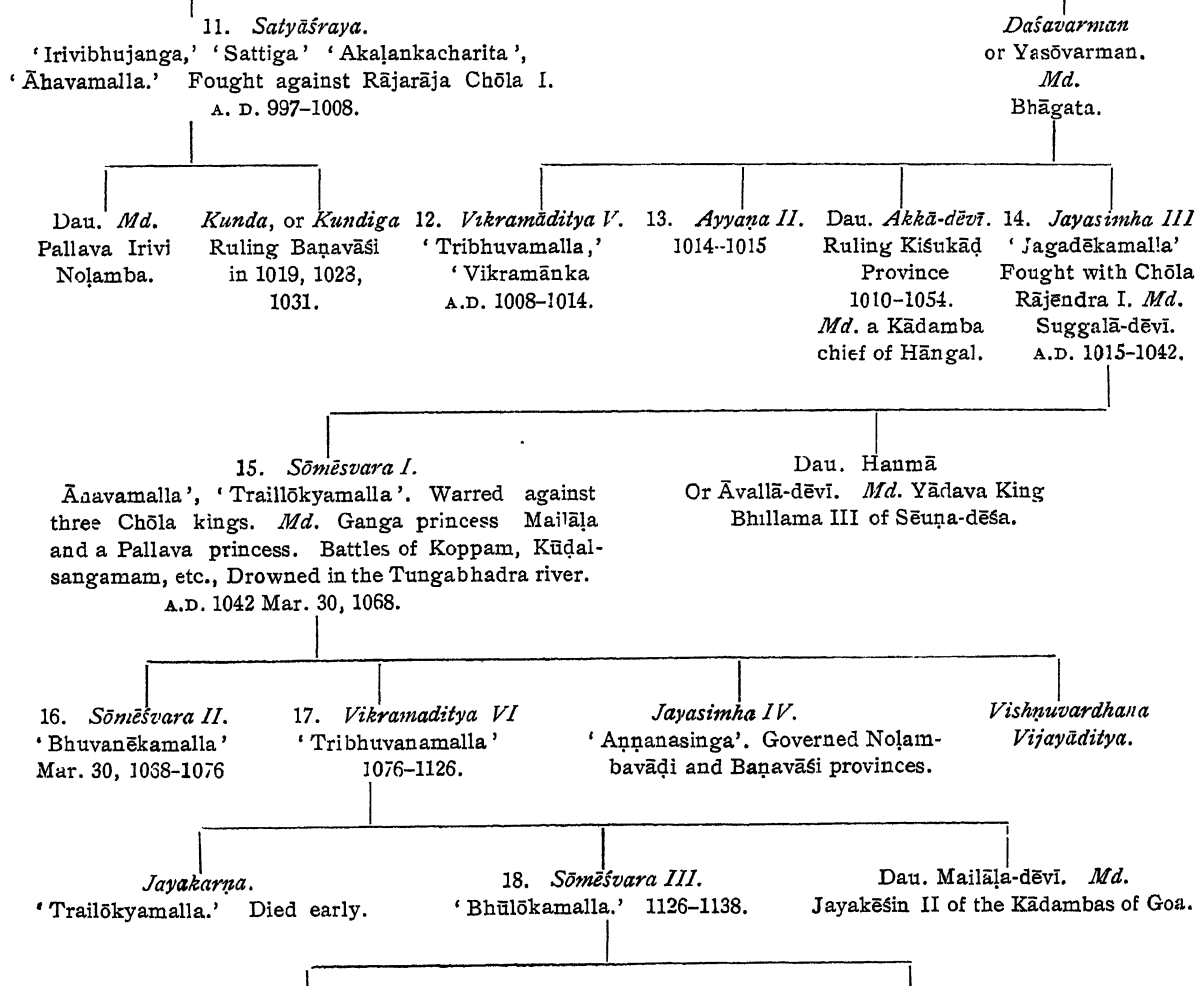 11. Satyāśraya.
‘Irivibhujanga,’ ‘Sattiga’ ‘Akaḷankacharita’,
‘Āhavamalla.’ Fought against Rājarāja Chōla I.
A. D. 997–1008.
Daśavarman
or Yasōvarman.
Md.
Bhāgata.
Dau. Md.
Pallava Irivi
Noḷamba.
Kunda, or Kundiga
Ruling Baṇavāśi
in 1019, 1023,
1031.
12. Vikramāditya V.
‘Tribhuvamalla,’
‘Vikramānka
A.D. 1008–1014.
13. Ayyaṇa II.
1014--1015
Dau. Akkā-dēvī.
Ruling Kiśukāḍ
Province
1010–1054.
Md. a Kādamba
chief of Hāngal.
14. Jayasimha III
‘Jagadēkamalla’
Fought with Chōla
Rājendra I. Md.
Suggalā-dēvī.
A.D. 1015–1042.
15. Sōmēsvara I.
Āhavamalla’, ‘Traillōkyamalla’. Warred against
three Chōla kings. Md. Ganga princess Mailāḷa
and a Pallava princess. Battles of Koppam, Kūḍal-
sangamam, etc., Drowned in the Tungabhadra river.
A.D. 1042 Mar. 30, 1068.
Dau. Hanmā
Or Āvallā-dēvī. Md. Yādava King
Bhillama III of Sēuṇa-dēśa.
16. Sōmēśvara II.
‘Bhuvanēkamalla’
Mar. 30, 1068–1076
17. Vikramaditya VI
‘Tribhuvanamalla’
1076–1126.
Jayasimha IV.
‘Aṇṇanasinga’. Governed Noḷam-
bavāḍi and Baṇavāśi provinces.
Vishṇuvardhana
Vijayāditya.
Jayakarṇa.
‘Trailōkyamalla.’ Died early.
18. Sōmēśvara III.
‘Bhūlōkamalla.’ 1126–1138.
Dau. Mailāḷa-dēvī. Md.
Jayakēśin II of the Kādambas of Goa.